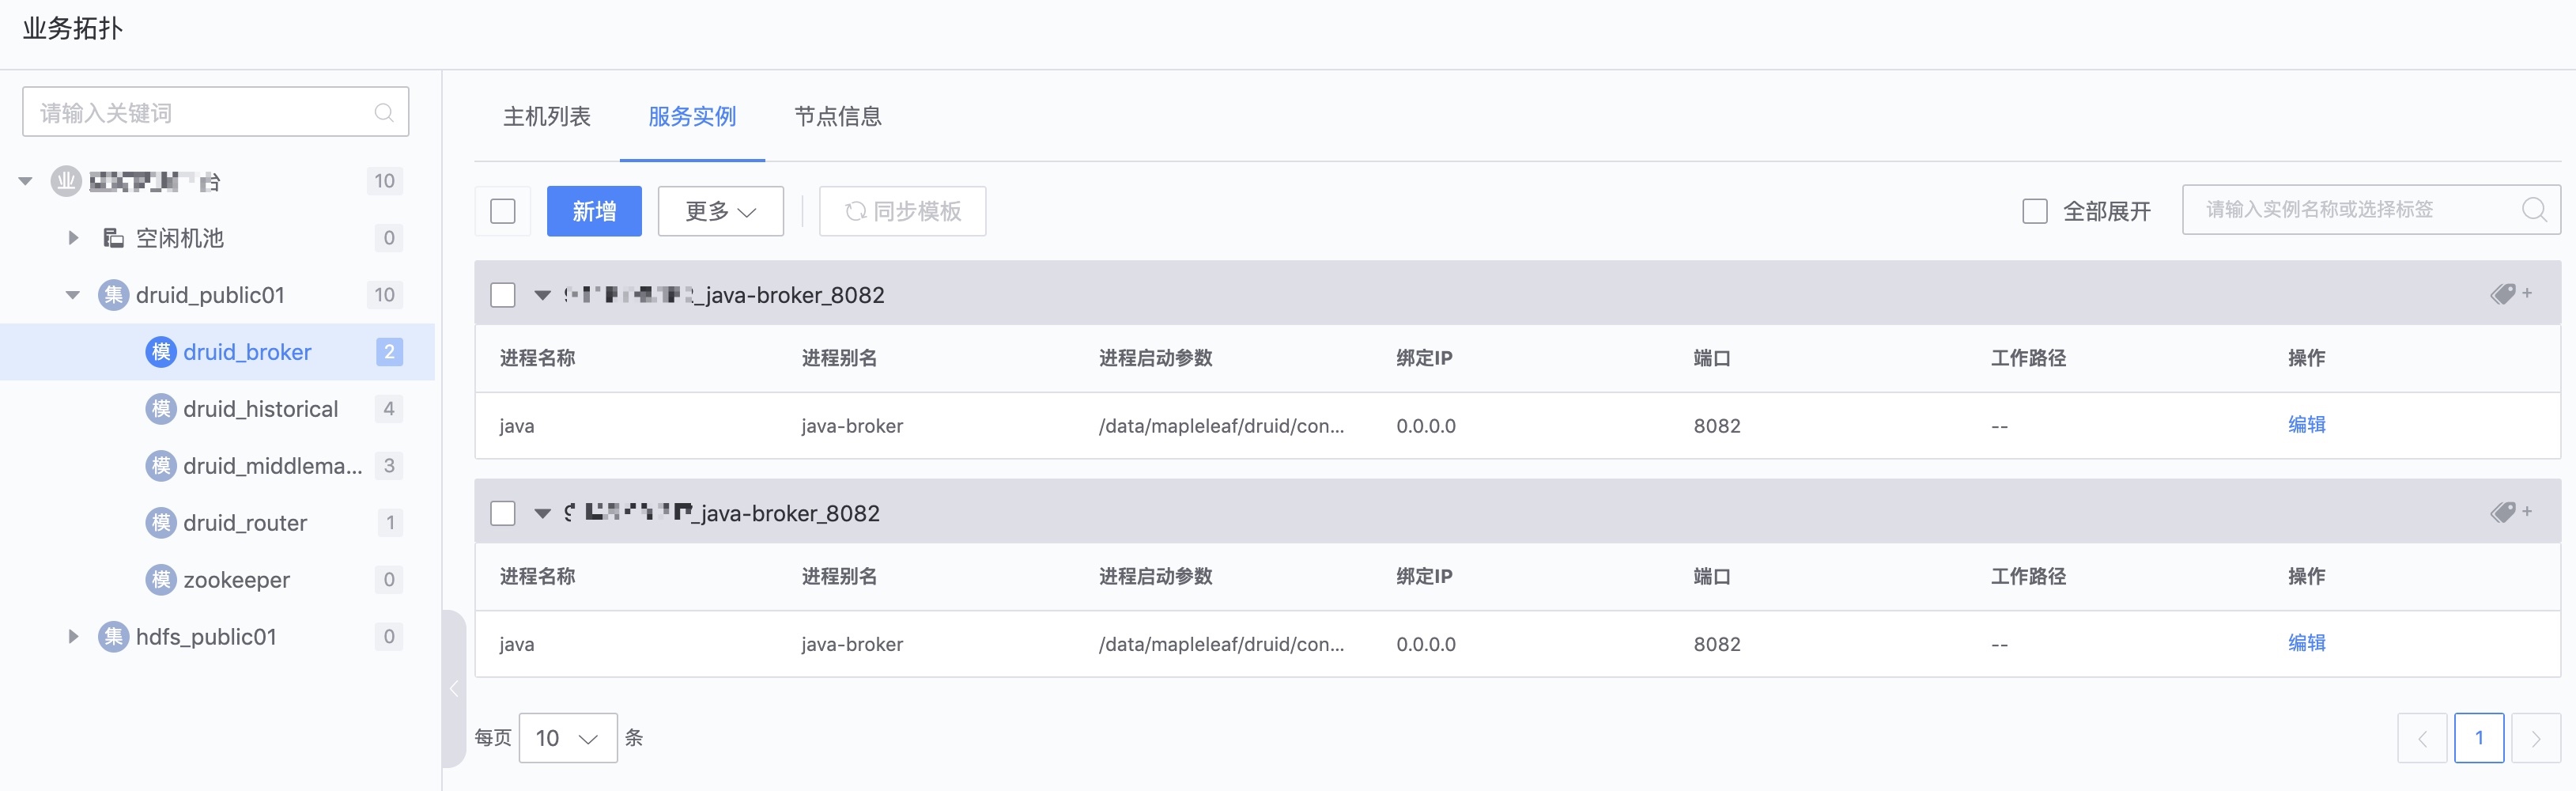 业务拓扑
请输入关键词
业 台 10
空闲机池 0
集 druid_public01 10
模 druid_broker 2
模 druid_historical 4
模 druid_middlema... 3
模 druid_router 1
模 zookeeper 0
集 hdfs_public01 0
主机列表 服务实例 节点信息
新增 更多 同步模板 全部展开 请输入实例名称或选择标签
_java-broker_8082 +
进程名称 进程别名 进程启动参数 绑定IP 端口 工作路径 操作
java java-broker /data/mapleleaf/druid/con... 0.0.0.0 8082 -- 编辑
_java-broker_8082 +
进程名称 进程别名 进程启动参数 绑定IP 端口 工作路径 操作
java java-broker /data/mapleleaf/druid/con... 0.0.0.0 8082 -- 编辑
每页 10 条 1